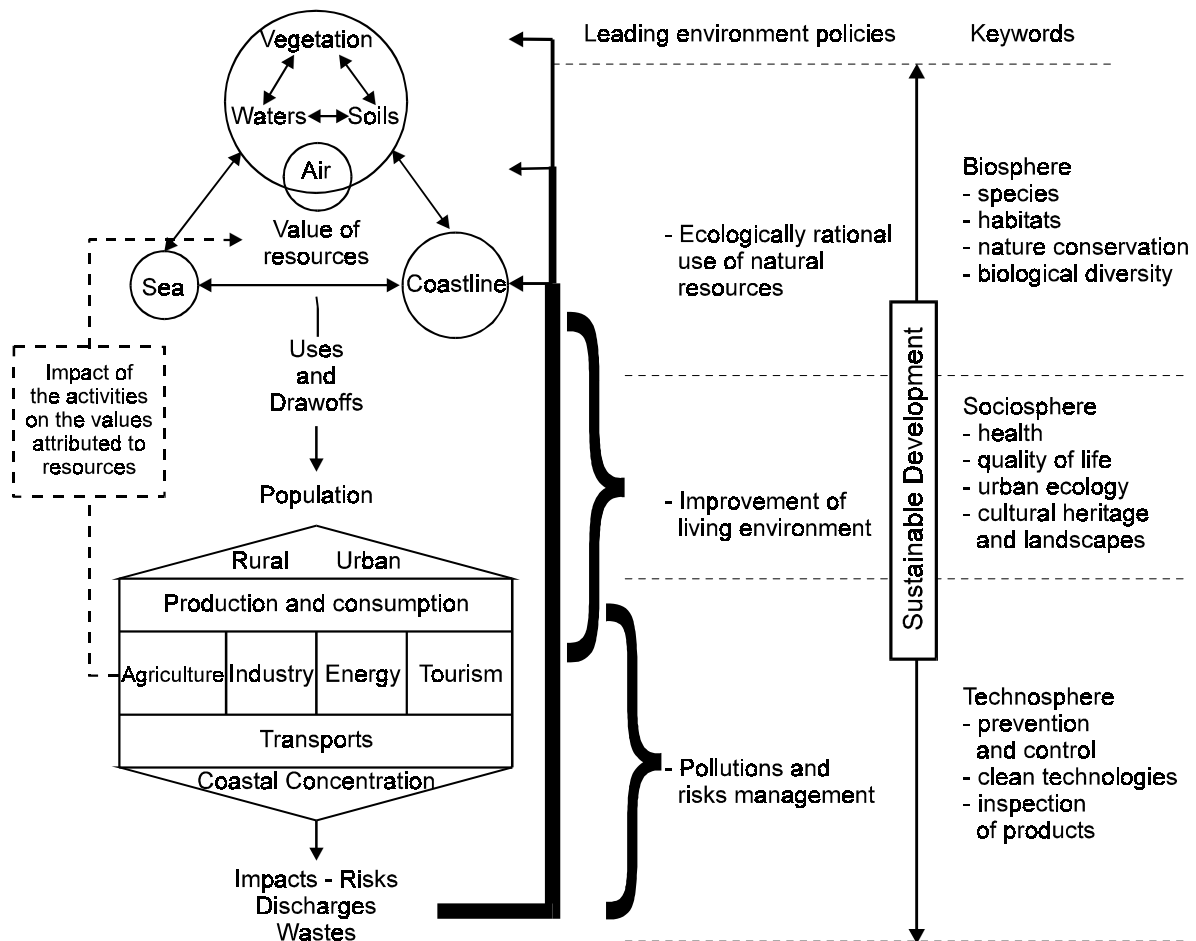 Leading environment policies
Keywords
Vegetation
Waters
Soils
Air
Value of
resources
Sea
Coastline
Uses
and
Drawoffs
Impact of
the activities
on the values
attributed to
resources
Population
Rural
Urban
Production and consumption
Agriculture
Industry
Energy
Tourism
Transports
Coastal Concentration
Impacts - Risks
Discharges
Wastes
- Ecologically rational
use of natural
resources
- Improvement of
living environment
- Pollutions and
risks management
Sustainable Development
Biosphere
- species
- habitats
- nature conservation
- biological diversity
Sociosphere
- health
- quality of life
- urban ecology
- cultural heritage
and landscapes
Technosphere
- prevention
and control
- clean technologies
- inspection
of products